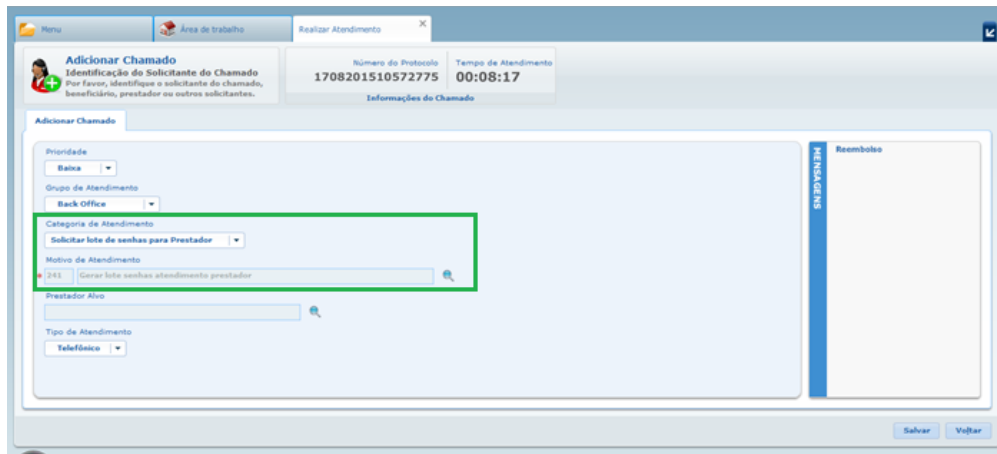 Menu
Área de trabalho
Realizar Atendimento
Adicionar Chamado
Identificação do Solicitante do Chamado
Por favor, identifique o solicitante do chamado,
beneficiário, prestador ou outros solicitantes.
Número do Protocolo
1708201510572775
Tempo de Atendimento
00:08:17
Informações do Chamado
Adicionar Chamado
Prioridade
Baixa
Grupo de Atendimento
Back Office
Categoria de Atendimento
Solicitar lote de senhas para Prestador
Motivo de Atendimento
241 Gerar lote senhas atendimento prestador
Prestador Alvo
Tipo de Atendimento
Telefônico
MENSAGENS
Reembolso
Salvar Voltar